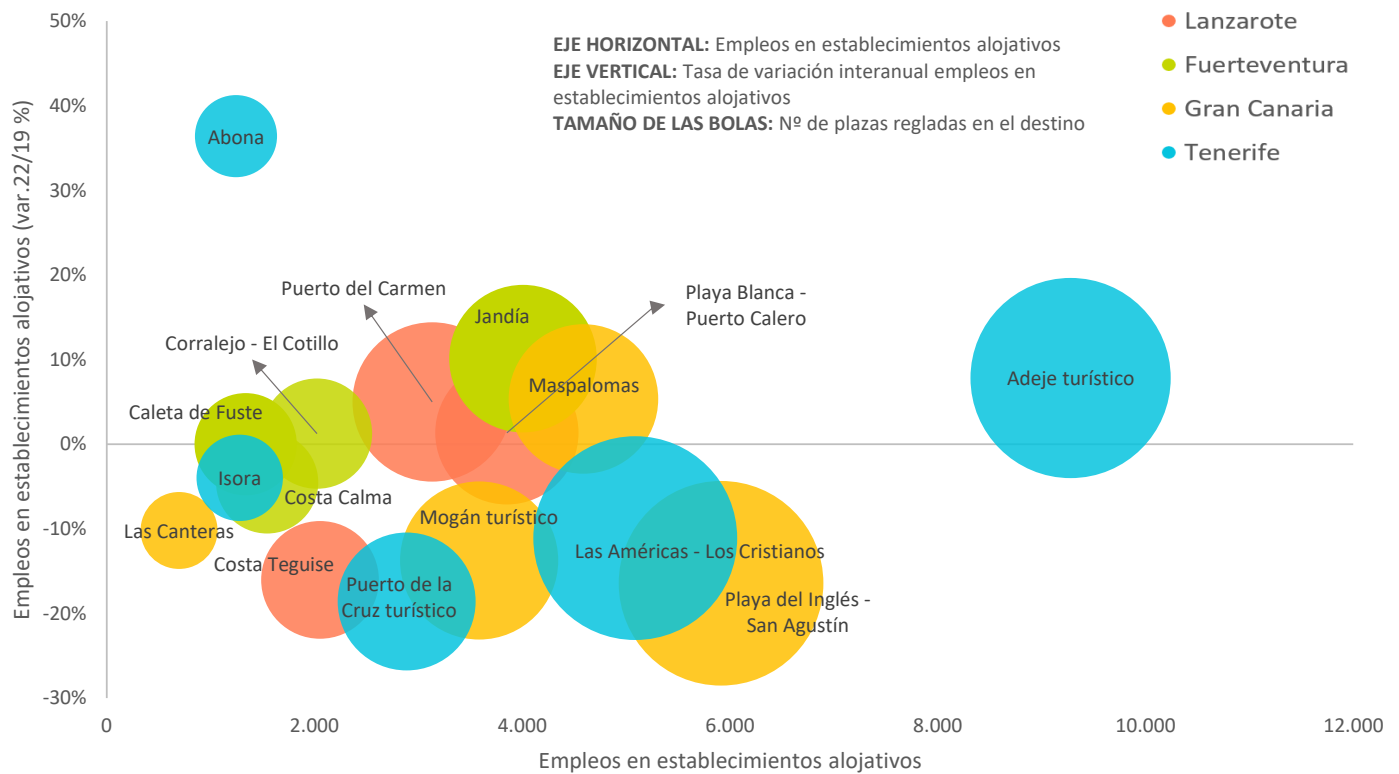 50%
40%
30%
20%
10%
0%
-10%
-20%
-30%
Empleos en establecimientos alojativos (var.22/19 %)
EJE HORIZONTAL: Empleos en establecimientos alojativos
EJE VERTICAL: Tasa de variación interanual empleos en
establecimientos alojativos
TAMAÑO DE LAS BOLAS: Nº de plazas regladas en el destino
Lanzarote
Fuerteventura
Gran Canaria
Tenerife
Abona
Puerto del Carmen
Jandía
Playa Blanca -
Puerto Calero
Corralejo - El Cotillo
Maspalomas
Adeje turístico
Caleta de Fuste
Isora
Costa Calma
Las Canteras
Mogán turístico
Costa Teguise
Las Américas - Los Cristianos
Puerto de la
Cruz turístico
Playa del Inglés -
San Agustín
0
2.000
4.000
6.000
8.000
10.000
12.000
Empleos en establecimientos alojativos